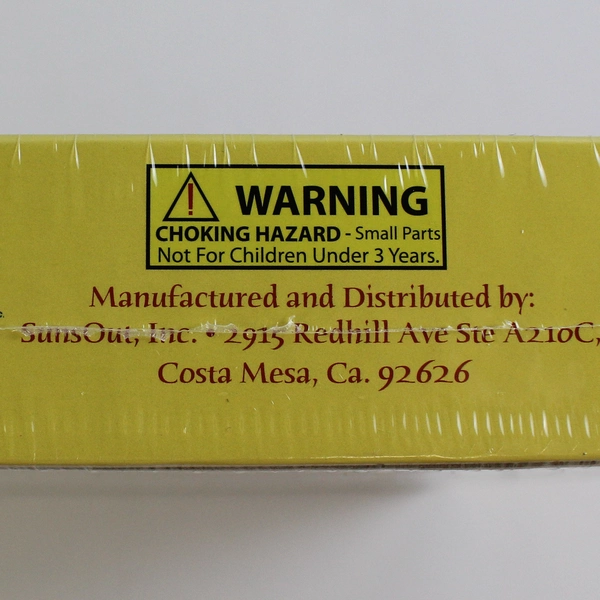 WARNING
CHOKING HAZARD - Small Parts
Not For Children Under 3 Years.
Manufactured and Distributed by:
SunsOut, Inc. • 2915 Redhill Ave Ste A210C,
Costa Mesa, Ca. 92626